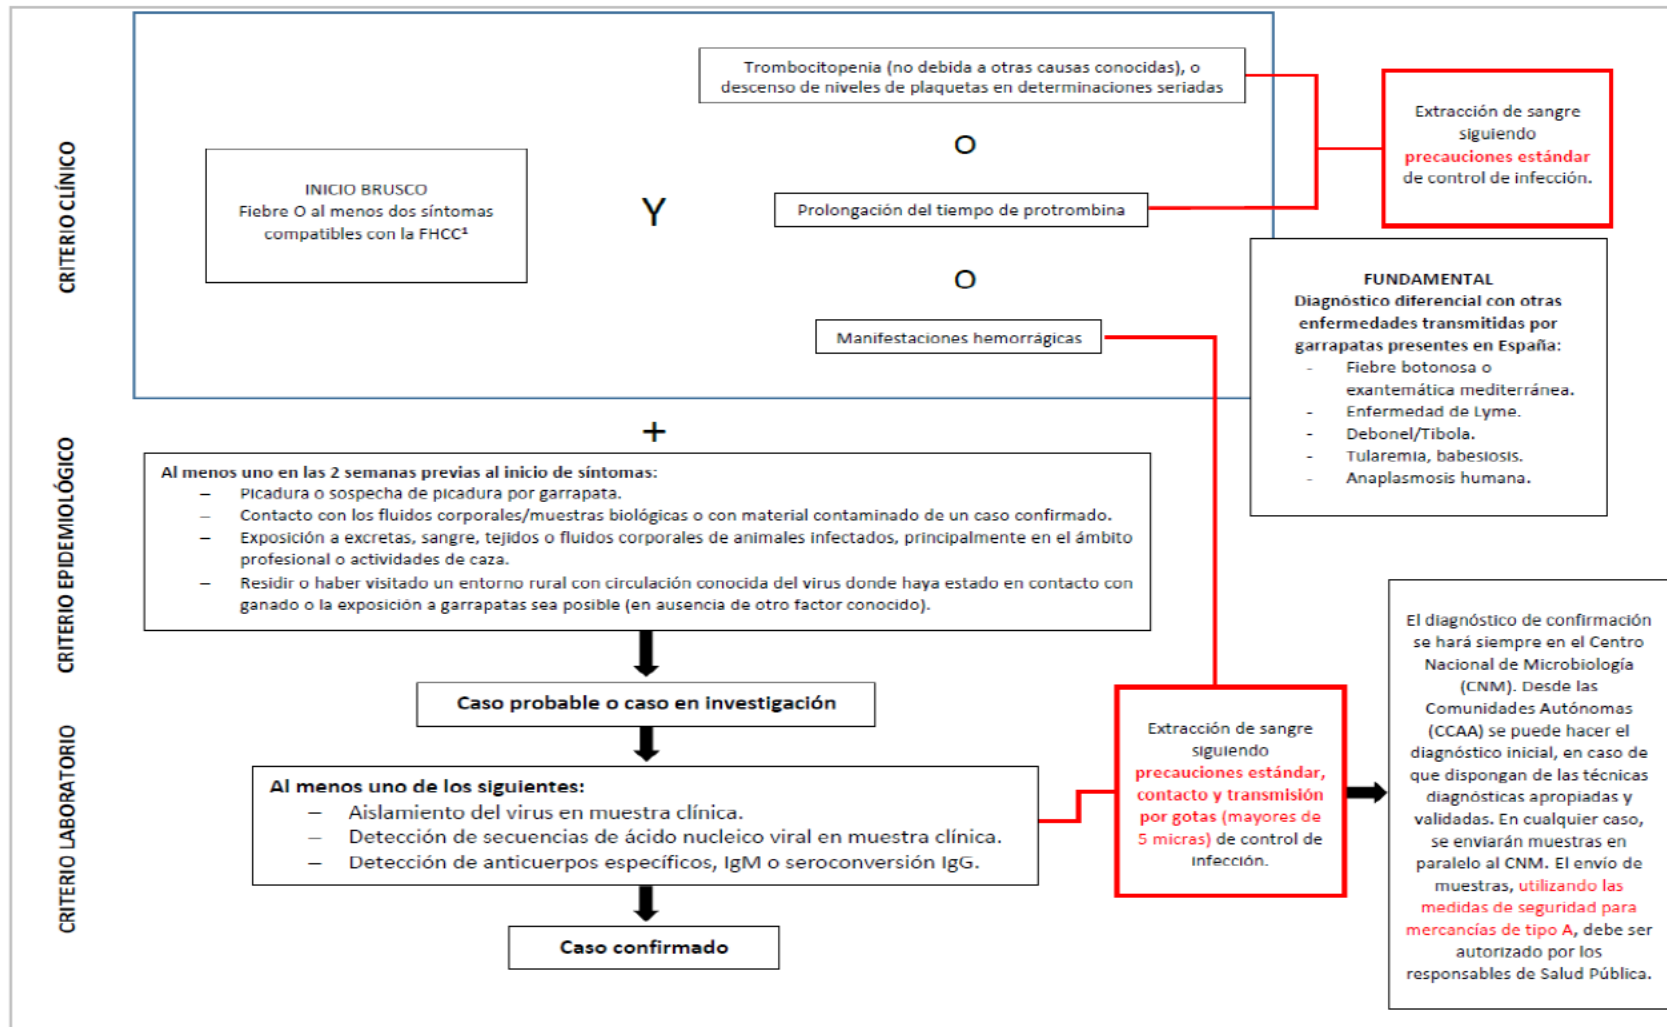 CRITERIO CLÍNICO
INICIO BRUSCO
Fiebre O al menos dos síntomas
compatibles con la FHCC¹
Y
Trombocitopenia (no debida a otras causas conocidas), o
descenso de niveles de plaquetas en determinaciones seriadas
O
Prolongación del tiempo de protrombina
O
Manifestaciones hemorrágicas
Extracción de sangre
siguiendo
precauciones estándar
de control de infección.
FUNDAMENTAL
Diagnóstico diferencial con otras
enfermedades transmitidas por
garrapatas presentes en España:
- Fiebre botonosa o
exantemática mediterránea.
- Enfermedad de Lyme.
- Debonel/Tibola.
- Tularemia, babesiosis.
- Anaplasmosis humana.
+
CRITERIO EPIDEMIOLÓGICO
Al menos uno en las 2 semanas previas al inicio de síntomas:
– Picadura o sospecha de picadura por garrapata.
– Contacto con los fluidos corporales/muestras biológicas o con material contaminado de un caso confirmado.
– Exposición a excretas, sangre, tejidos o fluidos corporales de animales infectados, principalmente en el ámbito
profesional o actividades de caza.
– Residir o haber visitado un entorno rural con circulación conocida del virus donde haya estado en contacto con
ganado o la exposición a garrapatas sea posible (en ausencia de otro factor conocido).
Caso probable o caso en investigación
CRITERIO LABORATORIO
Al menos uno de los siguientes:
– Aislamiento del virus en muestra clínica.
– Detección de secuencias de ácido nucleico viral en muestra clínica.
– Detección de anticuerpos específicos, IgM o seroconversión IgG.
Caso confirmado
Extracción de sangre
siguiendo
precauciones estándar,
contacto y transmisión
por gotas (mayores de
5 micras) de control de
infección.
El diagnóstico de confirmación
se hará siempre en el Centro
Nacional de Microbiología
(CNM). Desde las
Comunidades Autónomas
(CCAA) se puede hacer el
diagnóstico inicial, en caso de
que dispongan de las técnicas
diagnósticas apropiadas y
validadas. En cualquier caso,
se enviarán muestras en
paralelo al CNM. El envío de
muestras, utilizando las
medidas de seguridad para
mercancías de tipo A, debe ser
autorizado por los
responsables de Salud Pública.